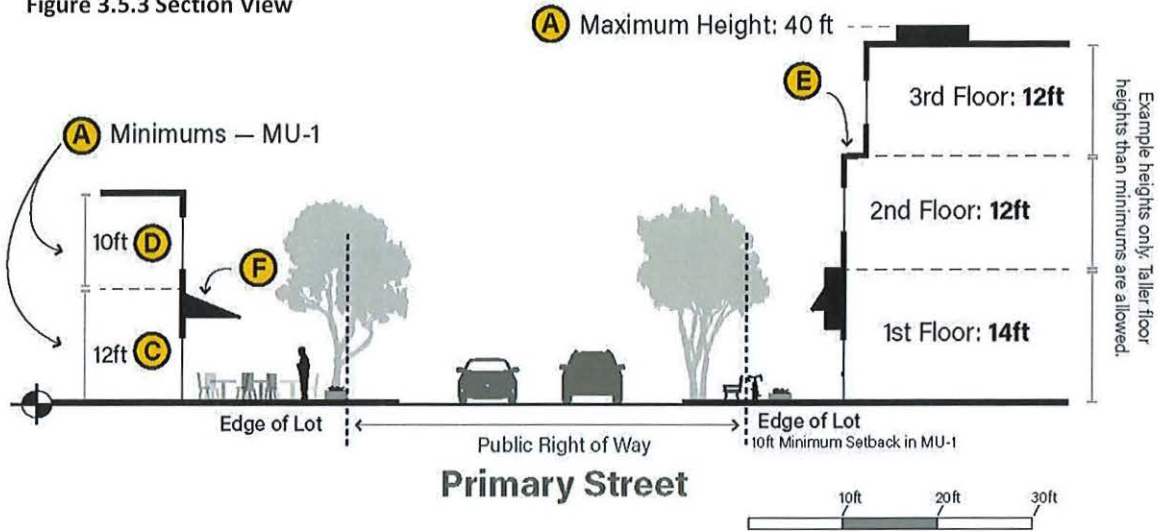 Figure 3.5.3 Section View
A Maximum Height: 40 ft
E
3rd Floor: 12ft
A Minimums — MU-1
2nd Floor: 12ft
10ft D
F
12ft C
1st Floor: 14ft
Example heights only. Taller floor
heights than minimums are allowed.
Edge of Lot
Edge of Lot
Public Right of Way
10ft Minimum Setback in MU-1
Primary Street
10ft
20ft
30ft